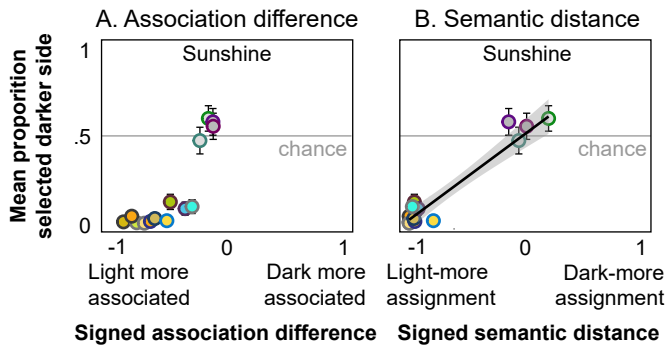 A. Association difference
B. Semantic distance
Mean proportion
selected darker side
1
.5
0
Sunshine
chance
-1 0 1
Light more
associated
Dark more
associated
Signed association difference
Sunshine
chance
-1 0 1
Light-more
assignment
Dark-more
assignment
Signed semantic distance